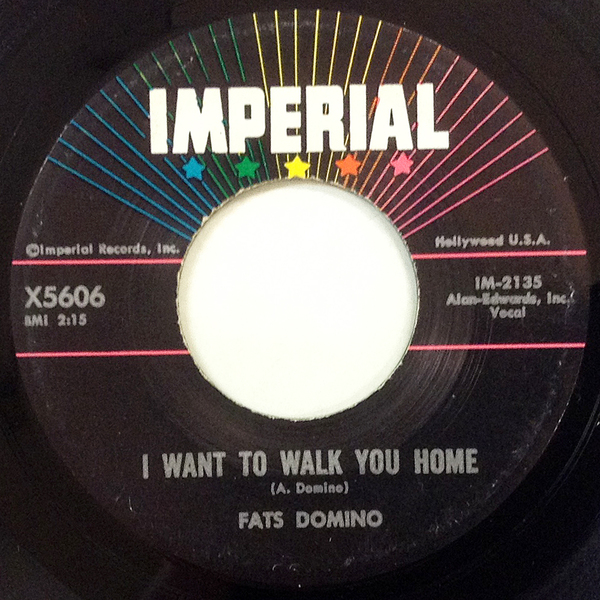 IMPERIAL
©Imperial Records, Inc.
Hollywood U.S.A.
X5606
BMI 2:15
IM-2135
Alan-Edwards, Inc.
Vocal
I WANT TO WALK YOU HOME
(A. Domino)
FATS DOMINO